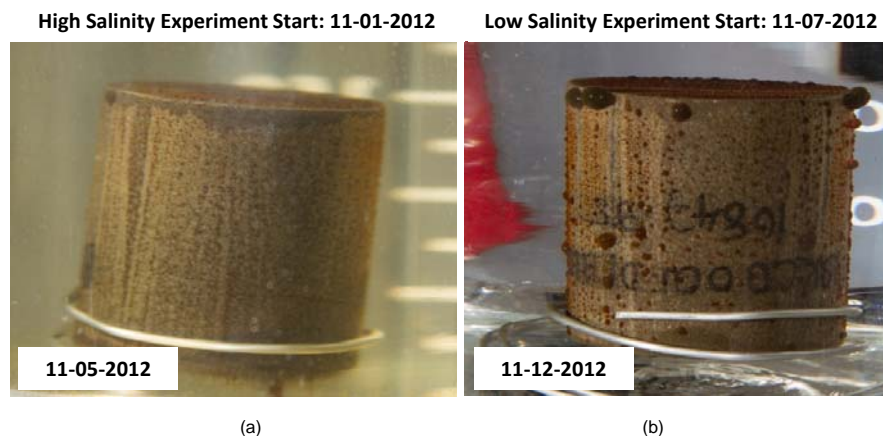 High Salinity Experiment Start: 11-01-2012
Low Salinity Experiment Start: 11-07-2012
11-05-2012
11-12-2012
(a)
(b)